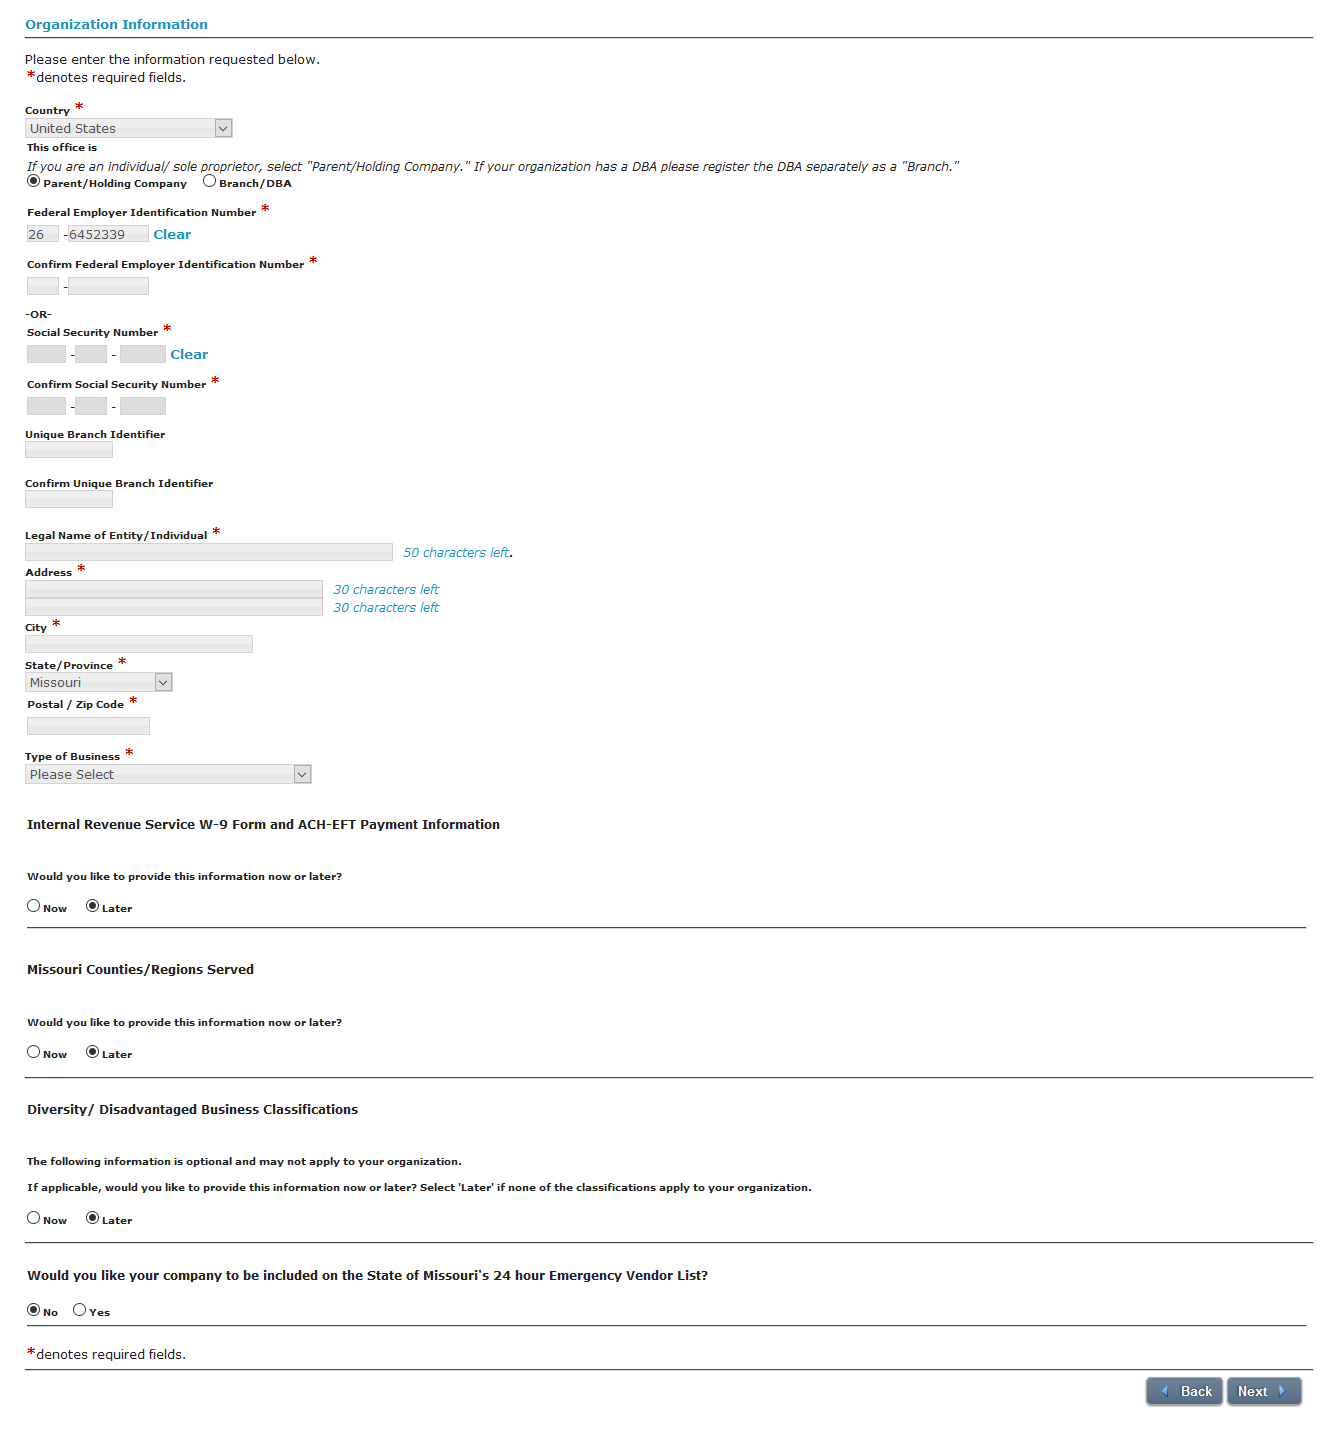 Organization Information
Please enter the information requested below.
*denotes required fields.
Country *
United States
This office is
If you are an individual/ sole proprietor, select "Parent/Holding Company." If your organization has a DBA please register the DBA separately as a "Branch."
Parent/Holding Company Branch/DBA
Federal Employer Identification Number *
26 -6452339 Clear
Confirm Federal Employer Identification Number *
-
-OR-
Social Security Number *
- - Clear
Confirm Social Security Number *
- -
Unique Branch Identifier
Confirm Unique Branch Identifier
Legal Name of Entity/Individual *
50 characters left.
Address *
30 characters left
30 characters left
City *
State/Province *
Missouri
Postal / Zip Code *
Type of Business *
Please Select
Internal Revenue Service W-9 Form and ACH-EFT Payment Information
Would you like to provide this information now or later?
Now Later
Missouri Counties/Regions Served
Would you like to provide this information now or later?
Now Later
Diversity/ Disadvantaged Business Classifications
The following information is optional and may not apply to your organization.
If applicable, would you like to provide this information now or later? Select 'Later' if none of the classifications apply to your organization.
Now Later
Would you like your company to be included on the State of Missouri's 24 hour Emergency Vendor List?
No Yes
*denotes required fields.
Back Next